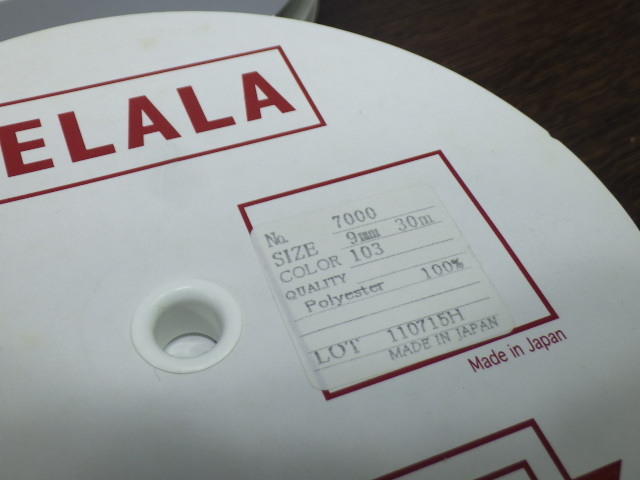 ELALA
No. 7000
SIZE 9mm 30m
COLOR 103
QUALITY
Polyester 100%
LOT 110715H
MADE IN JAPAN
Made in Japan